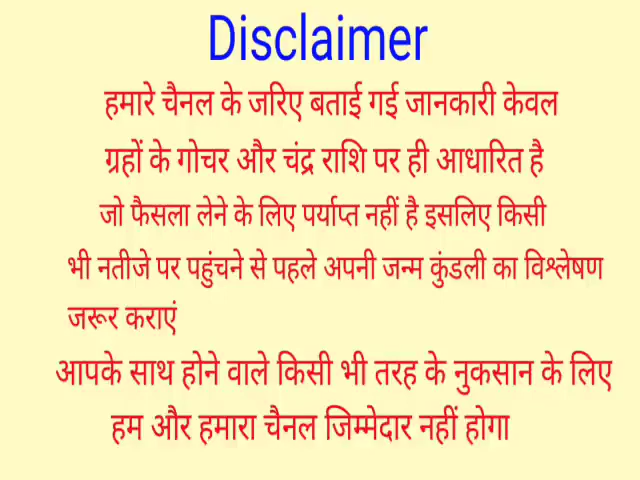 Disclaimer
हमारे चैनल के जरिए बताई गई जानकारी केवल
ग्रहों के गोचर और चंद्र राशि पर ही आधारित है
जो फैसला लेने के लिए पर्याप्त नहीं है इसलिए किसी
भी नतीजे पर पहुंचने से पहले अपनी जन्म कुंडली का विश्लेषण
जरूर कराएं
आपके साथ होने वाले किसी भी तरह के नुकसान के लिए
हम और हमारा चैनल जिम्मेदार नहीं होगा